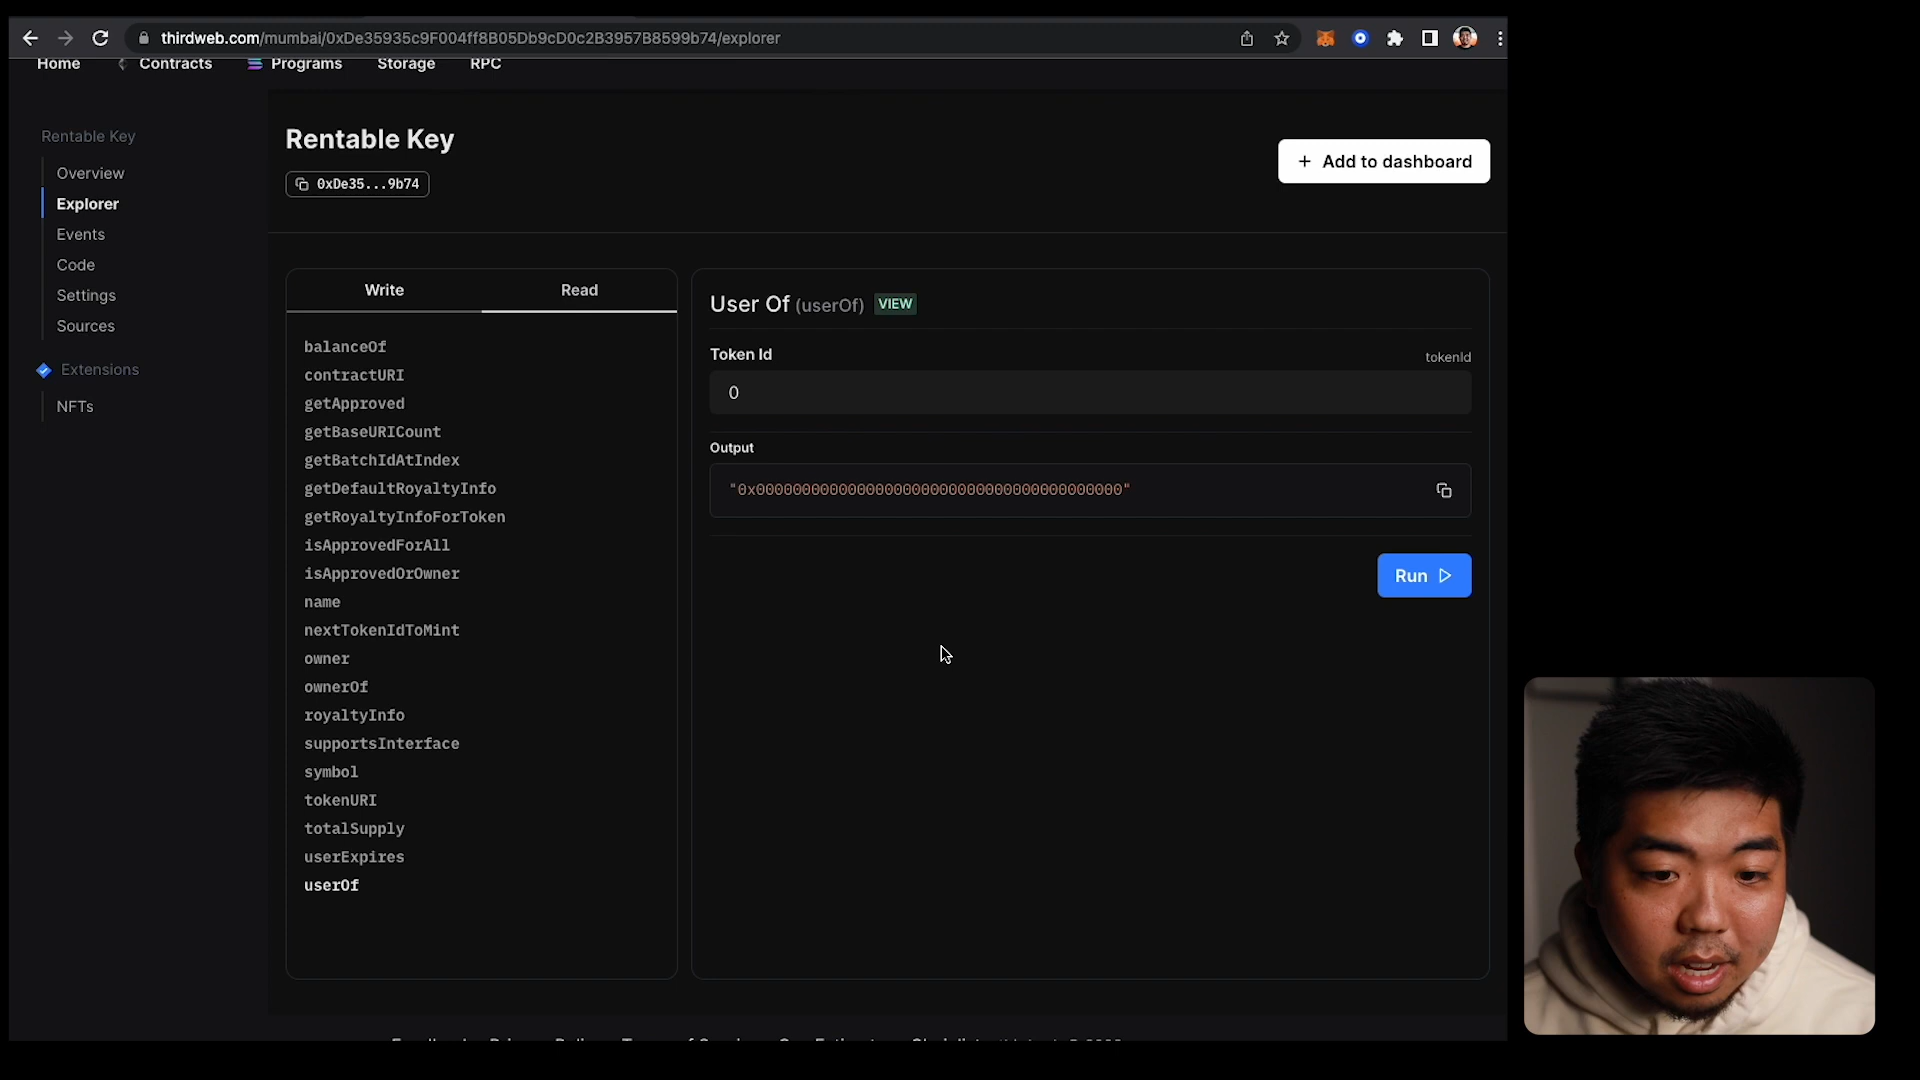 thirdweb.com/mumbai/0xDe35935c9F004ff8B05Db9cD0c2B3957B8599b74/explorer
Home Contracts Programs Storage RPC
Rentable Key
Overview
Explorer
Events
Code
Settings
Sources
Extensions
NFTs
Rentable Key
0xDe35...9b74
+ Add to dashboard
Write Read
balanceOf
contractURI
getApproved
getBaseURICount
getBatchIdAtIndex
getDefaultRoyaltyInfo
getRoyaltyInfoForToken
isApprovedForAll
isApprovedOrOwner
name
nextTokenIdToMint
owner
ownerOf
royaltyInfo
supportsInterface
symbol
tokenURI
totalSupply
userExpires
userOf
User Of (userOf) VIEW
Token Id tokenId
0
Output
"0x0000000000000000000000000000000000000000"
Run